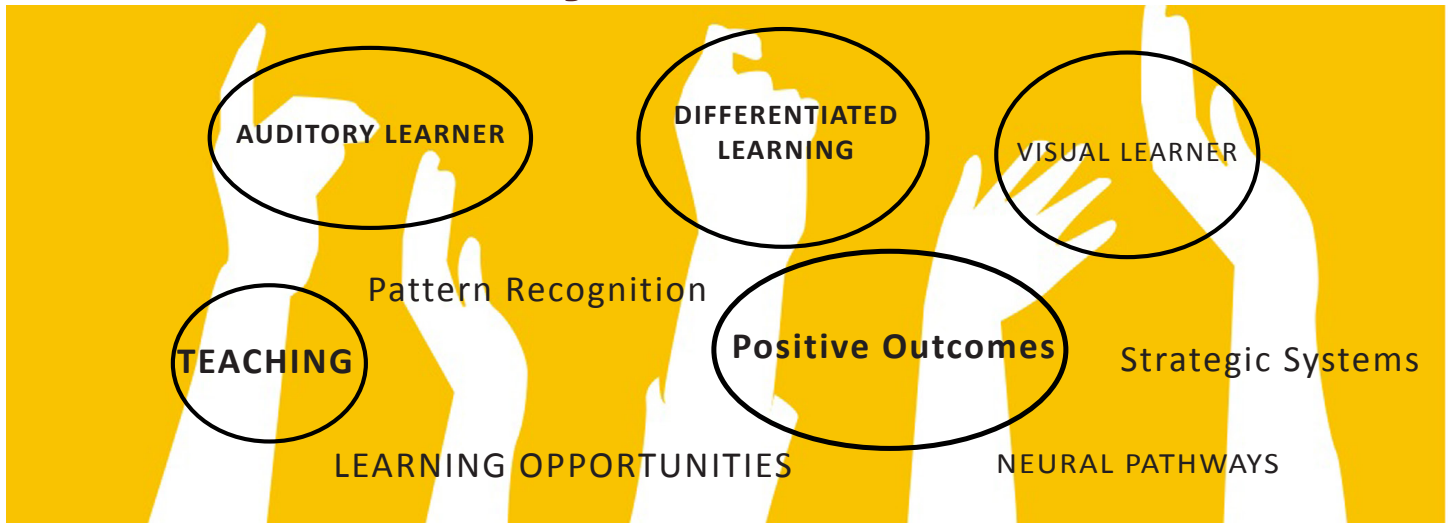 AUDITORY LEARNER
DIFFERENTIATED
LEARNING
VISUAL LEARNER
Pattern Recognition
TEACHING
Positive Outcomes
Strategic Systems
LEARNING OPPORTUNITIES
NEURAL PATHWAYS